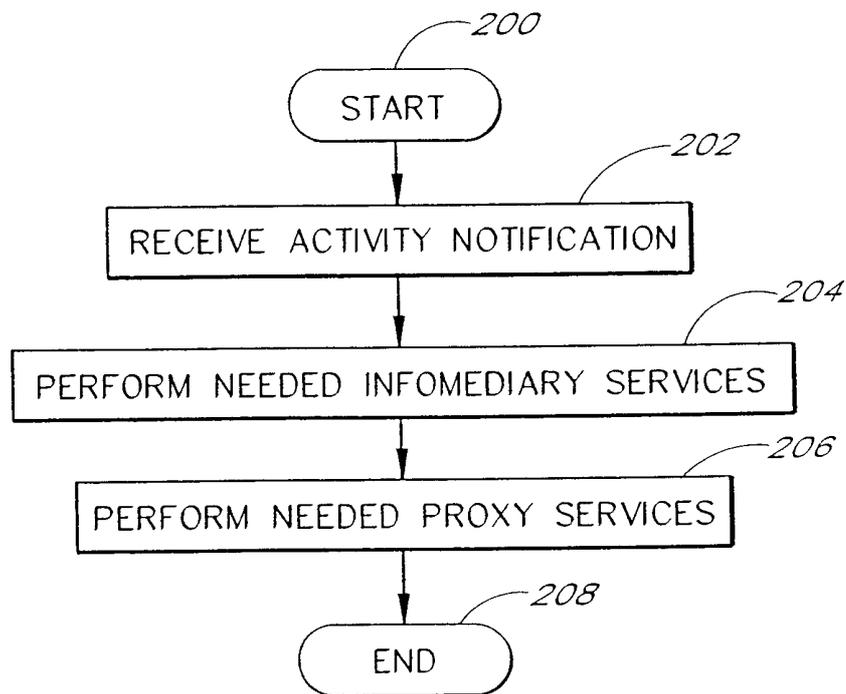 200
START
202
RECEIVE ACTIVITY NOTIFICATION
204
PERFORM NEEDED INFOMEDIARY SERVICES
206
PERFORM NEEDED PROXY SERVICES
208
END